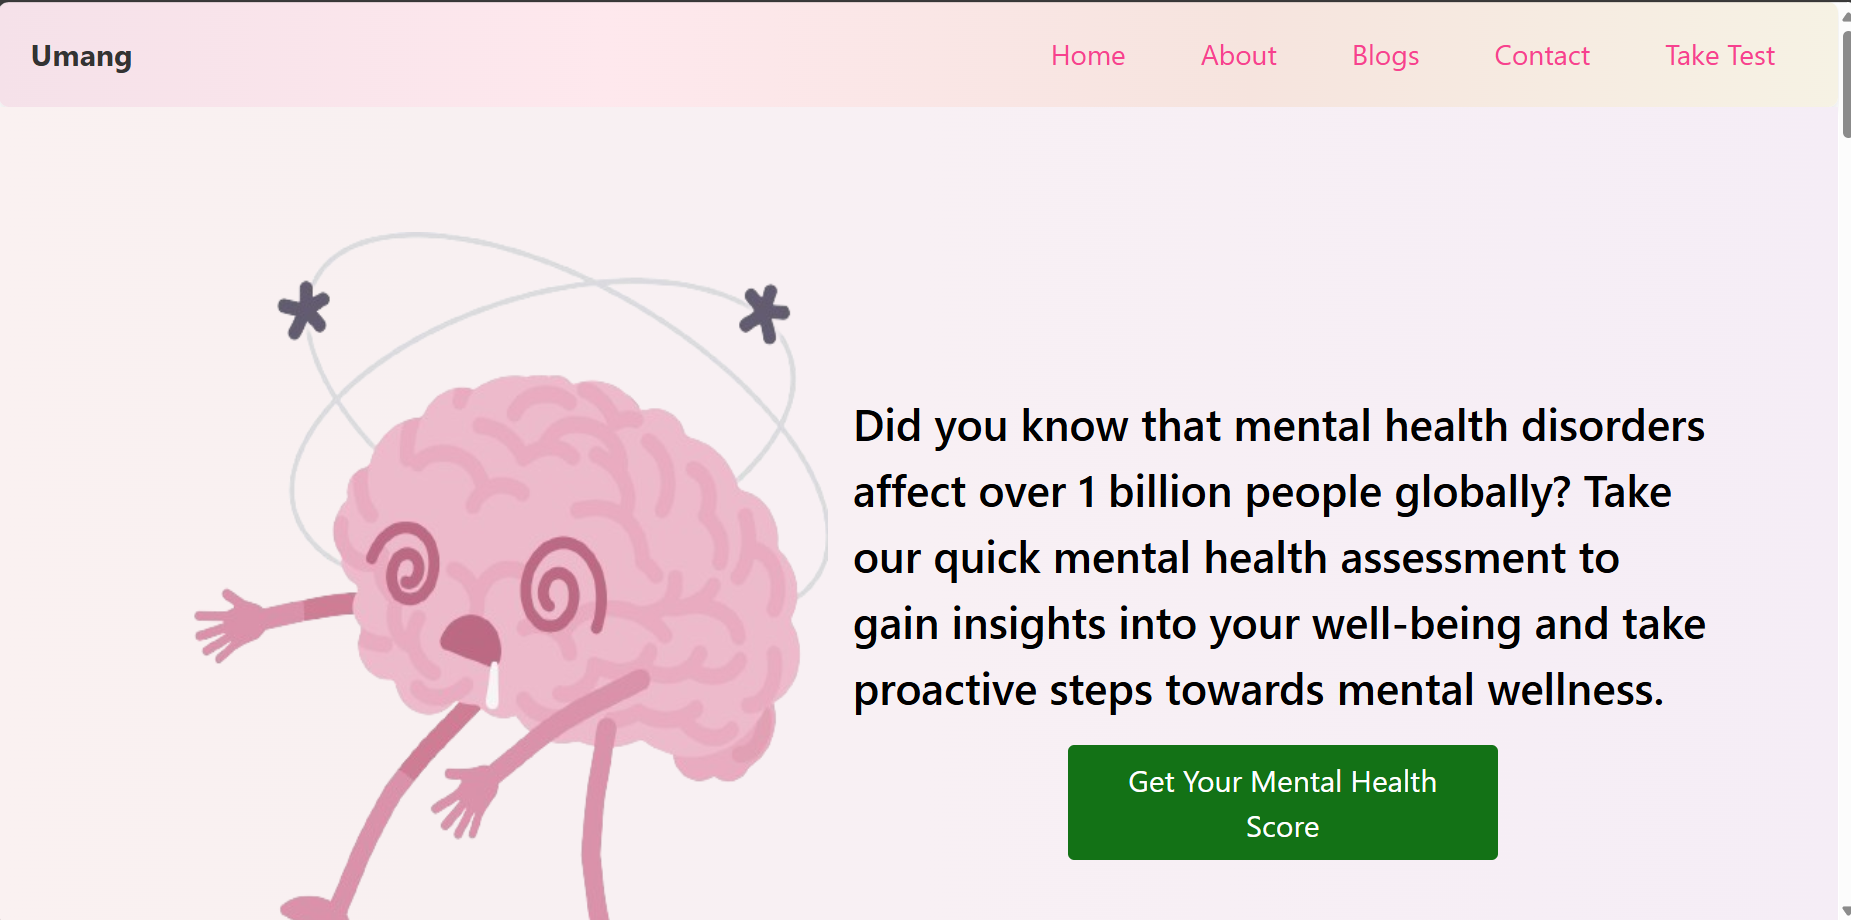 Umang
Home
About
Blogs
Contact
Take Test
Did you know that mental health disorders
affect over 1 billion people globally? Take
our quick mental health assessment to
gain insights into your well-being and take
proactive steps towards mental wellness.
Get Your Mental Health
Score